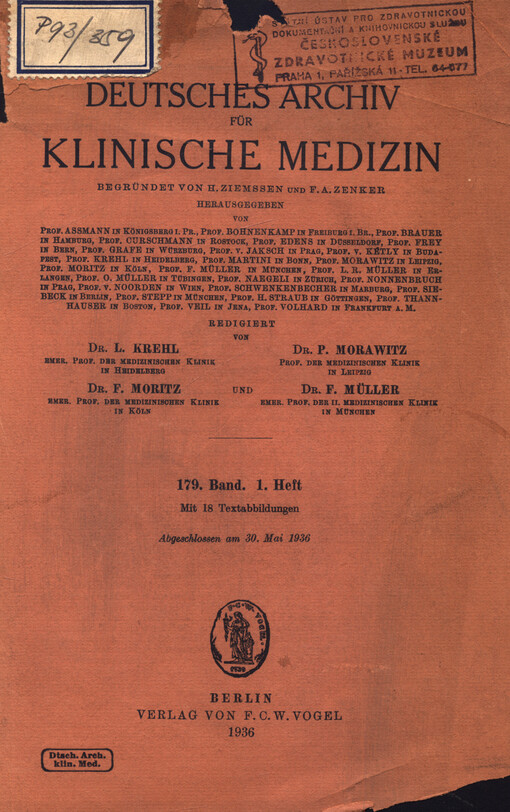 P93/359
STÁTNÍ ÚSTAV PRO ZDRAVOTNICKOU
DOKUMENTAČNÍ A KNIHOVNICKOU SLUŽBU
ČESKOSLOVENSKÉ
ZDRAVOTNICKÉ MUZEUM
PRAHA 1, PAŘÍŽSKÁ 11 - TEL. 64-577
DEUTSCHES ARCHIV
FÜR
KLINISCHE MEDIZIN
BEGRÜNDET VON H. ZIEMSSEN UND F. A. ZENKER
HERAUSGEGEBEN
VON
PROF. ASSMANN IN KÖNIGSBERG I. PR., PROF. BOHNENKAMP IN FREIBURG I. BR., PROF. BRAUER
IN HAMBURG, PROF. CURSCHMANN IN ROSTOCK, PROF. EDENS IN DÜSSELDORF, PROF. FREY
IN BERN, PROF. GRAFE IN WÜRZBURG, PROF. V. JAKSCH IN PRAG, PROF. V. KÉTLY IN BUDA-
PEST, PROF. KREHL IN HEIDELBERG, PROF. MARTINI IN BONN, PROF. MORAWITZ IN LEIPZIG,
PROF. MORITZ IN KÖLN, PROF. F. MÜLLER IN MÜNCHEN, PROF. L. R. MÜLLER IN ER-
LANGEN, PROF. O. MÜLLER IN TÜBINGEN, PROF. NAEGELI IN ZÜRICH, PROF. NONNENBRUCH
IN PRAG, PROF. V. NOORDEN IN WIEN, PROF. SCHWENKENBECHER IN MARBURG, PROF. SIE-
BECK IN BERLIN, PROF. STEPP IN MÜNCHEN, PROF. H. STRAUB IN GÖTTINGEN, PROF. THANN-
HAUSER IN BOSTON, PROF. VEIL IN JENA, PROF. VOLHARD IN FRANKFURT A. M.
REDIGIERT
VON
DR. L. KREHL
EMER. PROF. DER MEDIZINISCHEN KLINIK
IN HEIDELBERG
DR. P. MORAWITZ
PROF. DER MEDIZINISCHEN KLINIK
IN LEIPZIG
DR. F. MORITZ
EMER. PROF. DER MEDIZINISCHEN KLINIK
IN KÖLN
UND
DR. F. MÜLLER
EMER. PROF. DER II. MEDIZINISCHEN KLINIK
IN MÜNCHEN
179. Band. 1. Heft
Mit 18 Textabbildungen
Abgeschlossen am 30. Mai 1936
F. C. W. VOGEL
1730
BERLIN
VERLAG VON F. C. W. VOGEL
1936
Dtsch. Arch.
klin. Med.